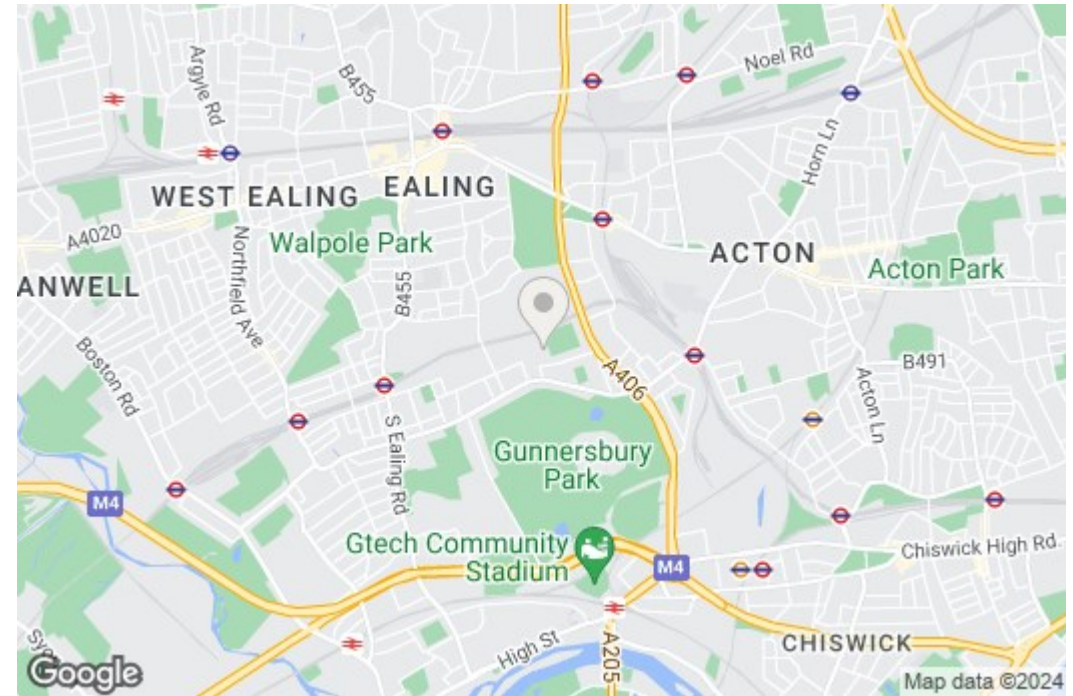 Noel Rd
Argyle Rd
B455
Horn Ln
WEST EALING
EALING
A4020
Walpole Park
ACTON
Acton Park
ANWELL
Northfield Ave
B455
Boston Rd
B491
A406
Acton Ln
S Ealing Rd
Gunnersbury
Park
M4
Gtech Community
Stadium
M4
Chiswick High Rd.
High St
A205
CHISWICK
Sy
Google
Map data ©2024